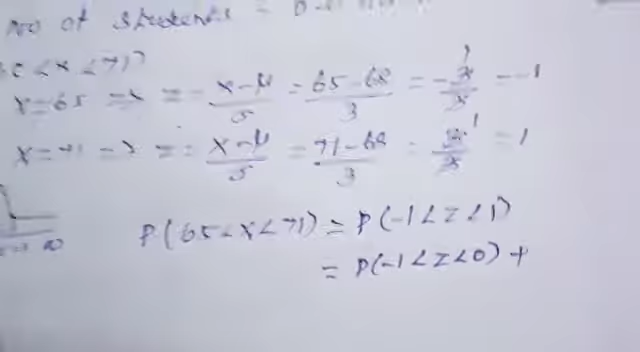 No of students =
< x < 71)
x = 65 => z = x-μ/σ = 65-68/3 = -3/3 = -1
x = 71 => z = x-μ/σ = 71-68/3 = 3/3 = 1
P(65 < x < 71) = P(-1 < z < 1)
= P(-1 < z < 0) +